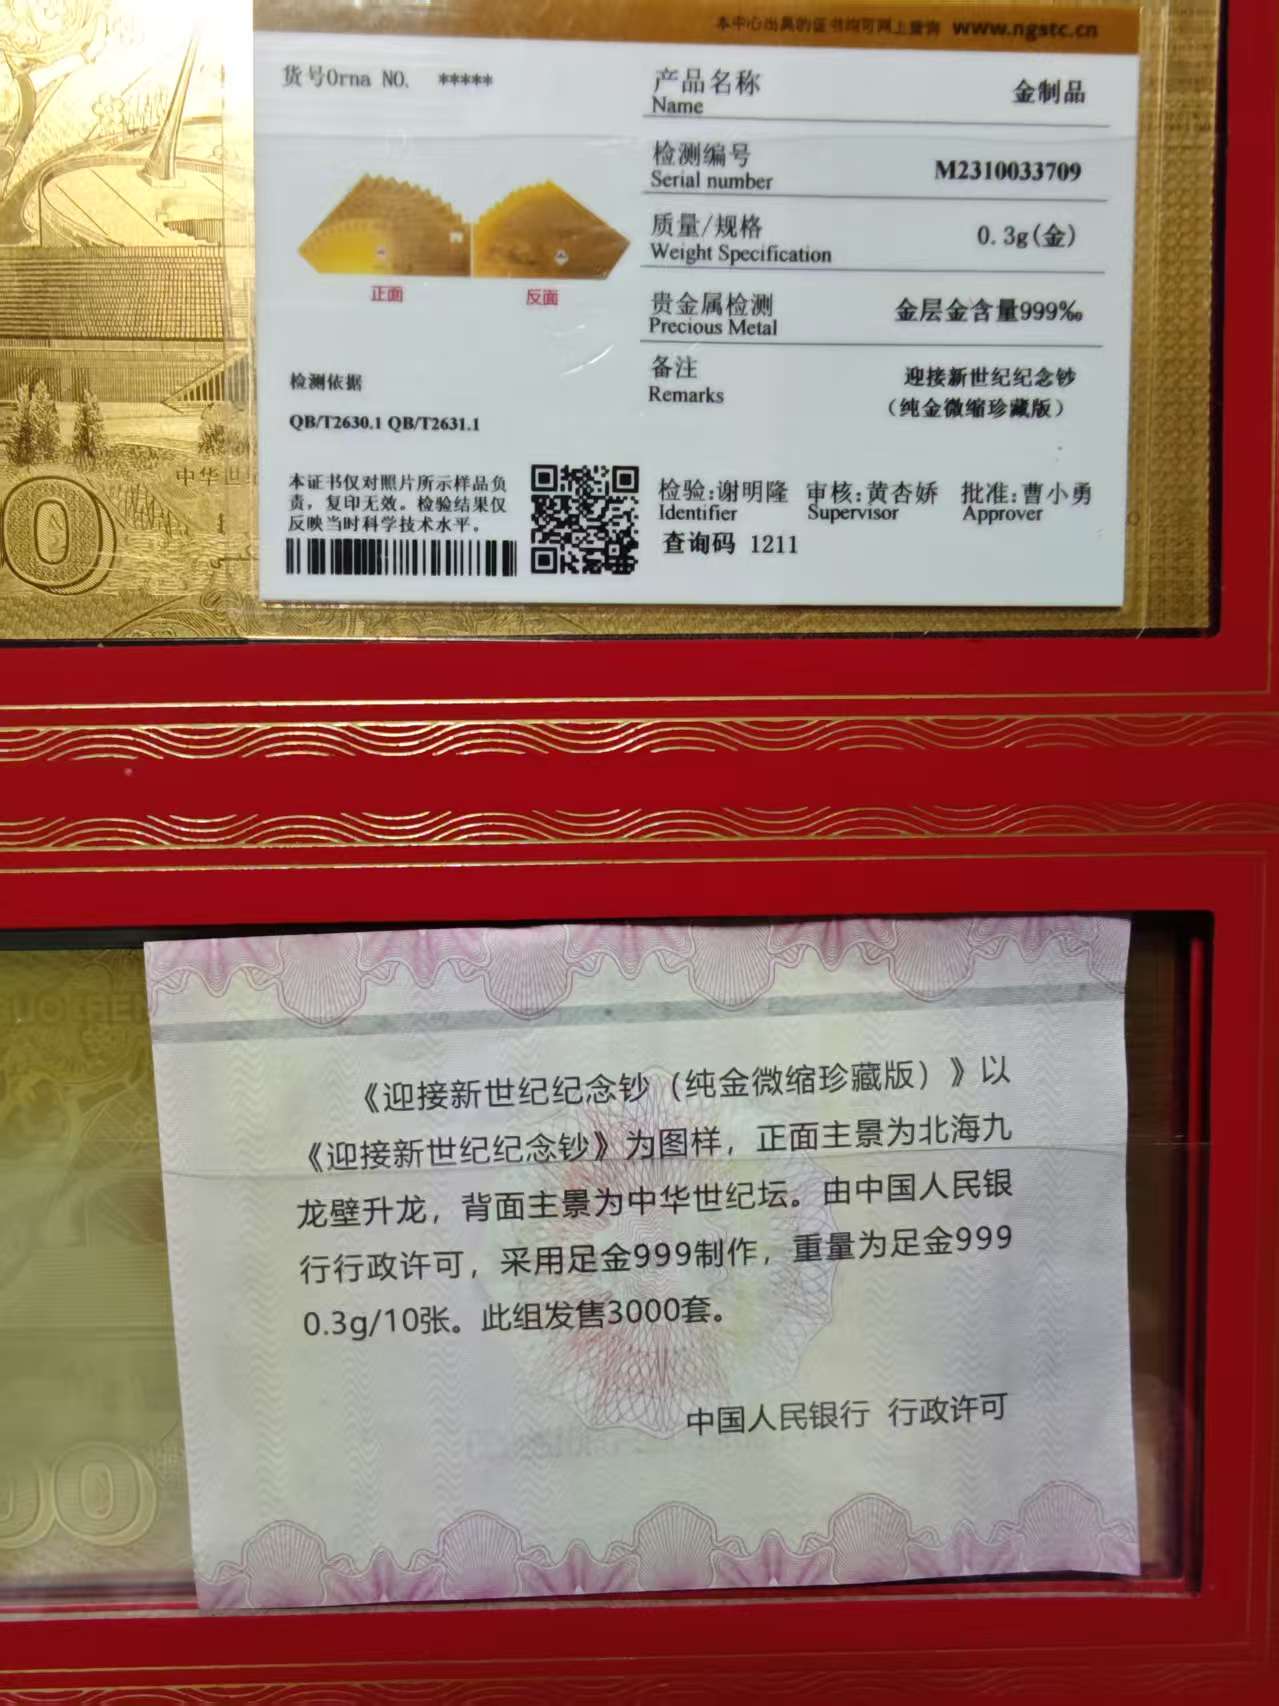 本中心出具的证书均可网上查询 www.ngstc.cn
货号Orna NO. *****
正面
反面
检测依据
QB/T2630.1 QB/T2631.1
本证书仅对照片所示样品负
责，复印无效。检验结果仅
反映当时科学技术水平。
产品名称 金制品
Name
检测编号 M2310033709
Serial number
质量/规格 0.3g(金)
Weight Specification
贵金属检测 金层金含量999‰
Precious Metal
备注 迎接新世纪纪念钞
Remarks （纯金微缩珍藏版）
检验:谢明隆 审核:黄杏娇 批准:曹小勇
Identifier Supervisor Approver
查询码 1211
中华世纪
0
《迎接新世纪纪念钞（纯金微缩珍藏版）》以
《迎接新世纪纪念钞》为图样，正面主景为北海九
龙壁升龙，背面主景为中华世纪坛。由中国人民银
行行政许可，采用足金999制作，重量为足金999
0.3g/10张。此组发售3000套。
中国人民银行 行政许可
00